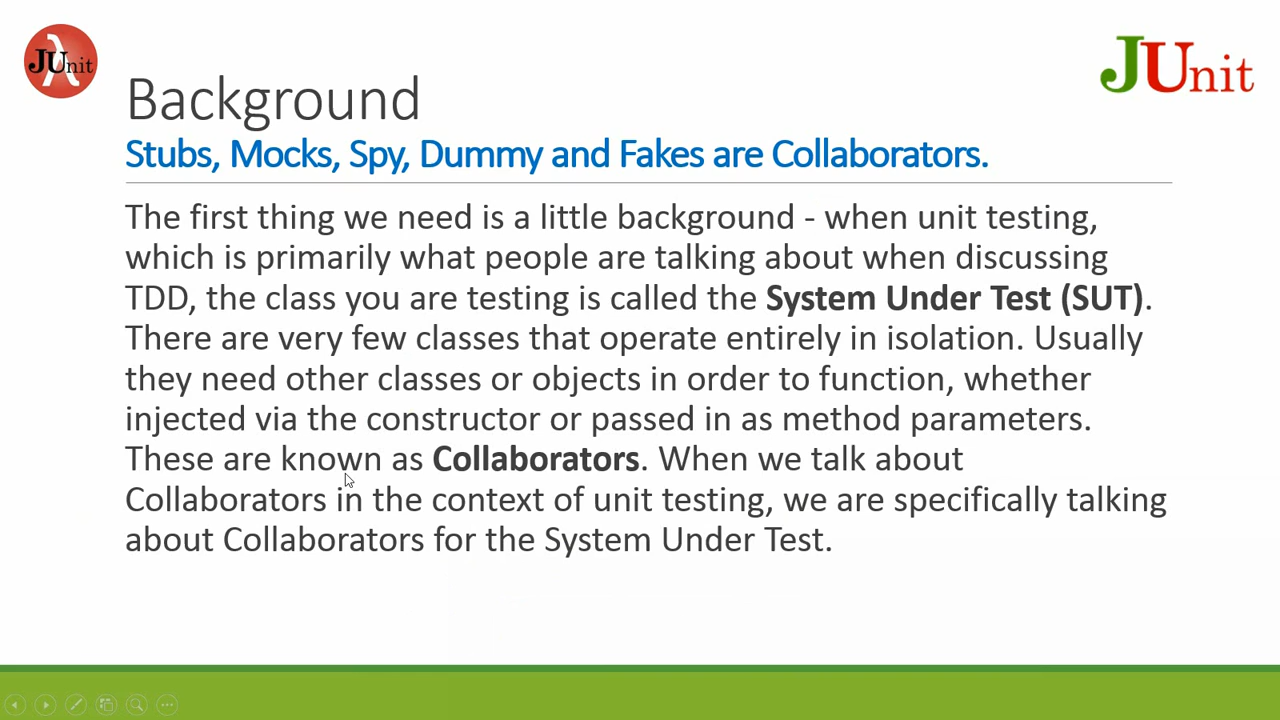 JUnit
JUnit
Background
Stubs, Mocks, Spy, Dummy and Fakes are Collaborators.
The first thing we need is a little background - when unit testing,
which is primarily what people are talking about when discussing
TDD, the class you are testing is called the System Under Test (SUT).
There are very few classes that operate entirely in isolation. Usually
they need other classes or objects in order to function, whether
injected via the constructor or passed in as method parameters.
These are known as Collaborators. When we talk about
Collaborators in the context of unit testing, we are specifically talking
about Collaborators for the System Under Test.